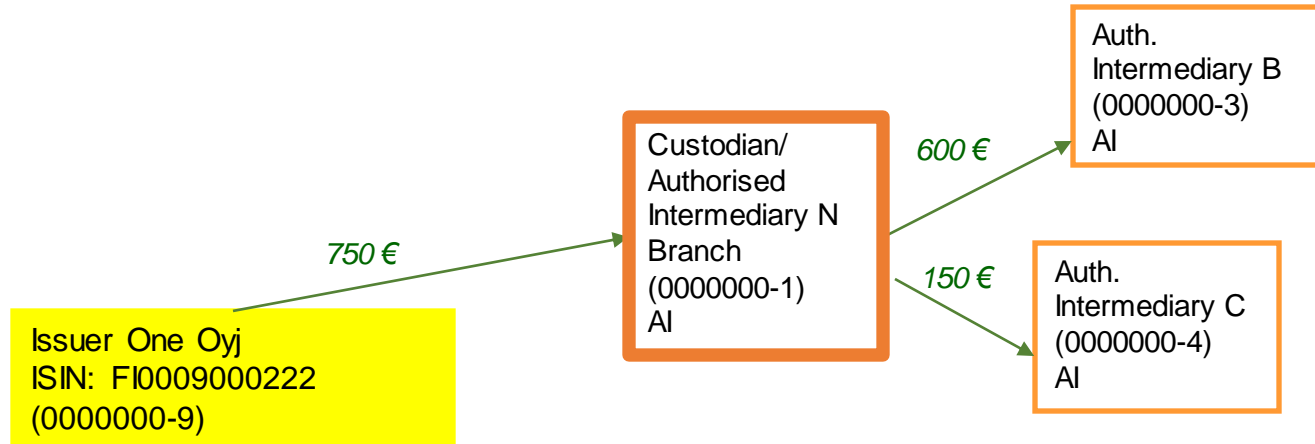 Auth.
Intermediary B
(0000000-3)
AI
600 €
Custodian/
Authorised
Intermediary N
Branch
(0000000-1)
AI
750 €
150 €
Auth.
Intermediary C
(0000000-4)
AI
Issuer One Oyj
ISIN: FI0009000222
(0000000-9)